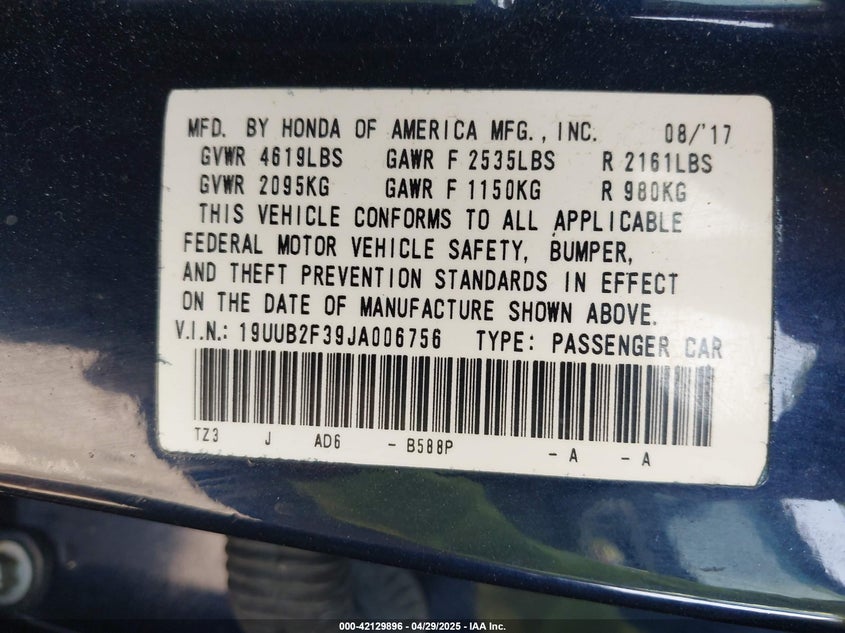 MFD. BY HONDA OF AMERICA MFG., INC. 08/'17
GVWR 4619LBS GAWR F 2535LBS R 2161LBS
GVWR 2095KG GAWR F 1150KG R 980KG
THIS VEHICLE CONFORMS TO ALL APPLICABLE
FEDERAL MOTOR VEHICLE SAFETY, BUMPER,
AND THEFT PREVENTION STANDARDS IN EFFECT
ON THE DATE OF MANUFACTURE SHOWN ABOVE.
V.I.N.: 19UUB2F39JA006756 TYPE: PASSENGER CAR
TZ3 J AD6 - B588P - A - A
000-42129896 - 04/29/2025 - IAA Inc.